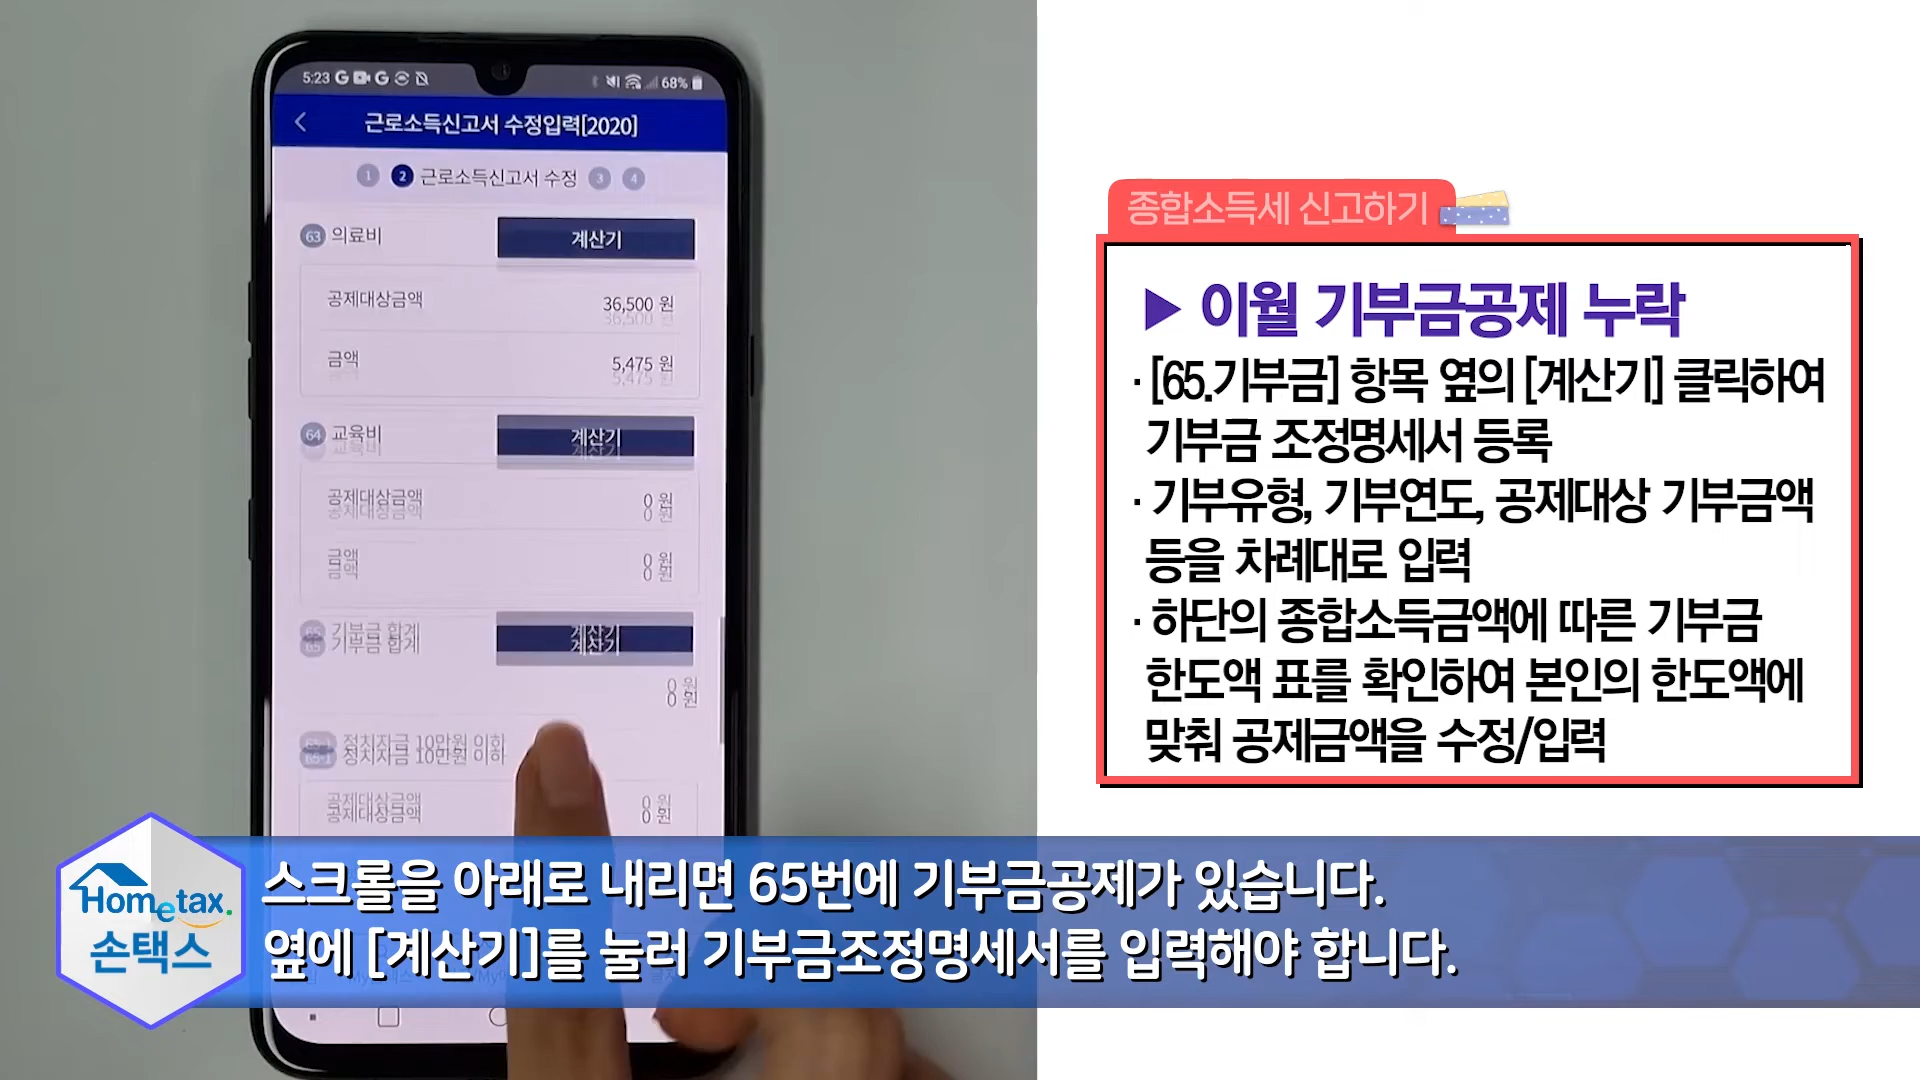 5:23
68%
근로소득신고서 수정입력[2020]
1 2 근로소득신고서 수정 3 4
63 의료비 계산기
공제대상금액 36,500 원
금액 5,475 원
64 교육비 계산기
공제대상금액 0 원
금액 0 원
65 기부금 합계 계산기
0 원
65-1 정치자금 10만원 이하
공제대상금액 0 원
종합소득세 신고하기
▶ 이월 기부금공제 누락
· [65.기부금] 항목 옆의 [계산기] 클릭하여
기부금 조정명세서 등록
· 기부유형, 기부연도, 공제대상 기부금액
등을 차례대로 입력
· 하단의 종합소득금액에 따른 기부금
한도액 표를 확인하여 본인의 한도액에
맞춰 공제금액을 수정/입력
Hometax.
손택스
스크롤을 아래로 내리면 65번에 기부금공제가 있습니다.
옆에 [계산기]를 눌러 기부금조정명세서를 입력해야 합니다.